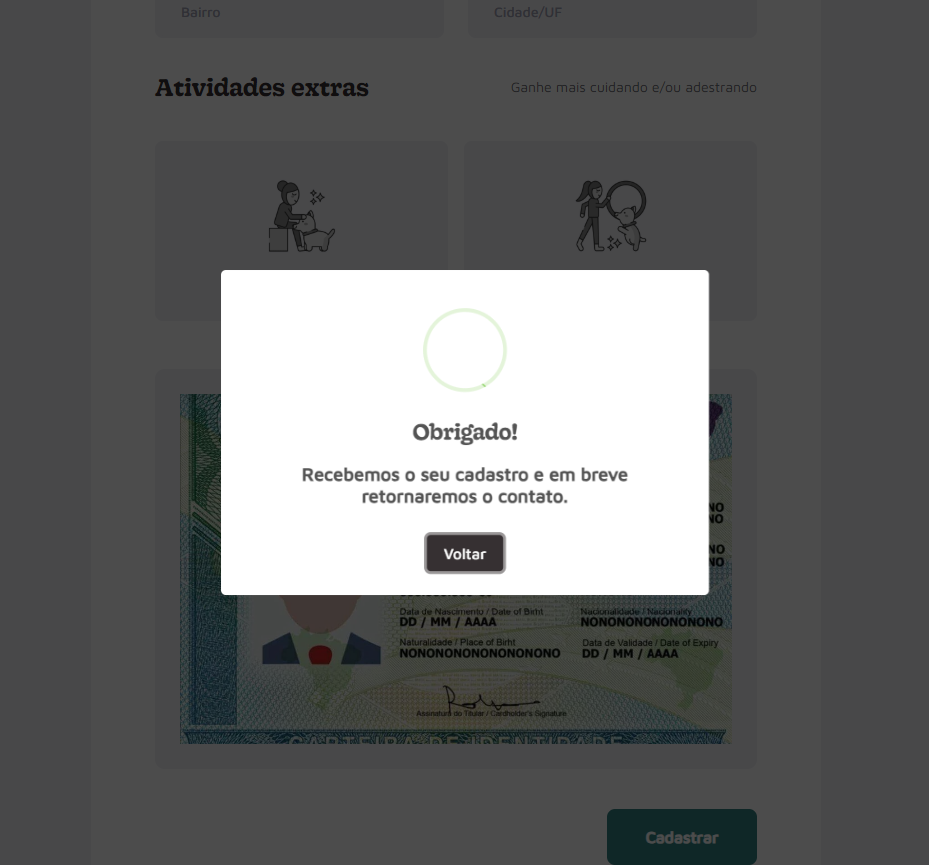 Bairro
Cidade/UF
Atividades extras
Ganhe mais cuidando e/ou adestrando
Obrigado!
Recebemos o seu cadastro e em breve
retornaremos o contato.
Voltar
NO
NO
NO
NO
Data de Nascimento / Date of Birht
DD / MM / AAAA
Nacionalidade / Nacionality
NONONONONONONONO
Naturalidade / Place of Birht
NONONONONONONONONO
Data de Validade / Date of Expiry
DD / MM / AAAA
Assinatura do Titular / Cardholder's Signature
CARTEIRA DE IDENTIDADE
Cadastrar